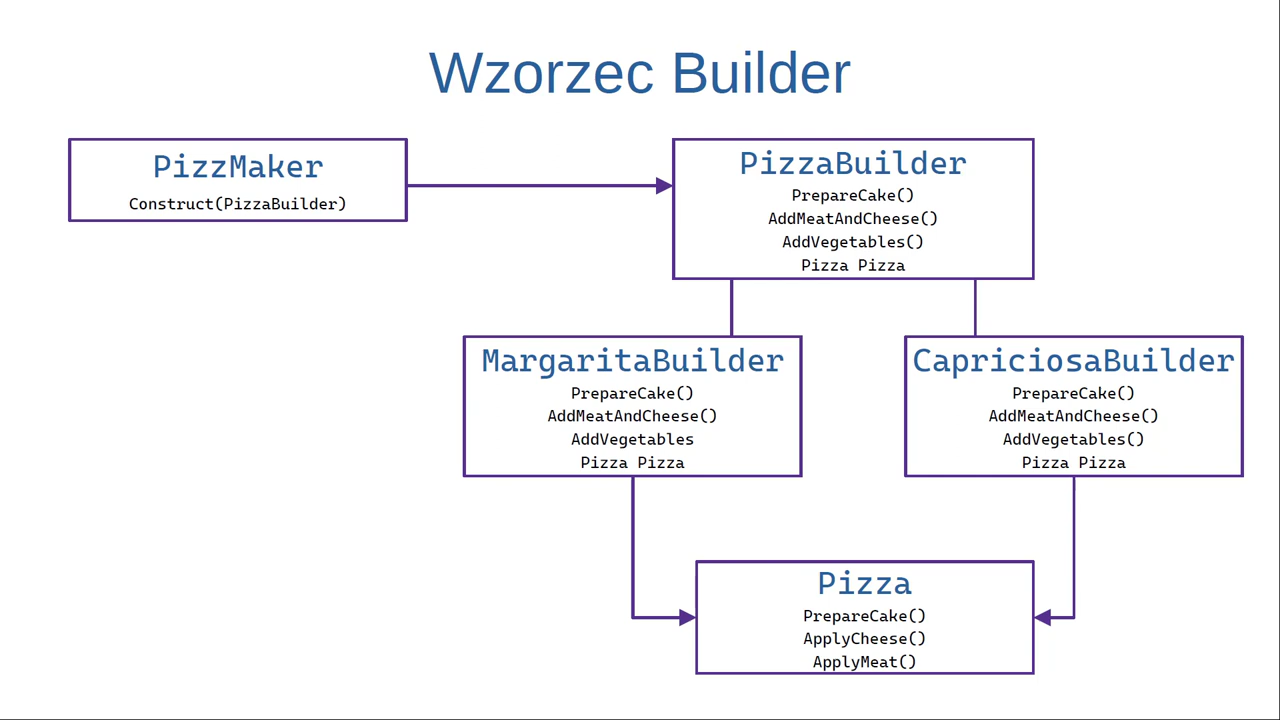 Wzorzec Builder
PizzMaker
Construct(PizzaBuilder)
PizzaBuilder
PrepareCake()
AddMeatAndCheese()
AddVegetables()
Pizza Pizza
MargaritaBuilder
PrepareCake()
AddMeatAndCheese()
AddVegetables
Pizza Pizza
CapriciosaBuilder
PrepareCake()
AddMeatAndCheese()
AddVegetables()
Pizza Pizza
Pizza
PrepareCake()
ApplyCheese()
ApplyMeat()